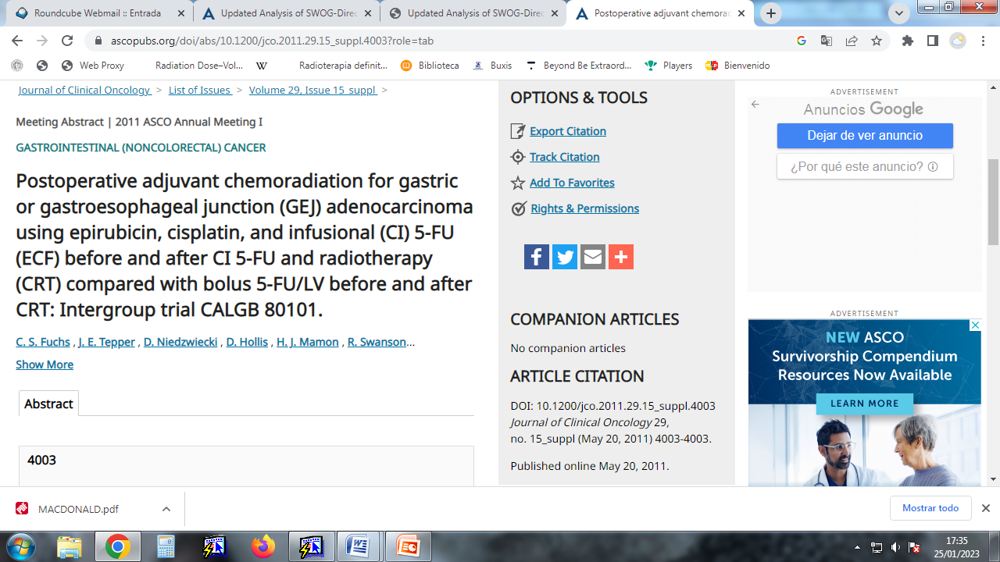 Roundcube Webmail :: Entrada
Updated Analysis of SWOG-Direc
Updated Analysis of SWOG-Direc
Postoperative adjuvant chemorac
ascopubs.org/doi/abs/10.1200/jco.2011.29.15_suppl.4003?role=tab
Web Proxy
Radiation Dose–Vol...
W
Radioterapia definit...
Biblioteca
Buxis
Beyond Be Extraord...
Players
Bienvenido
Journal of Clinical Oncology > List of Issues > Volume 29, Issue 15_suppl >
Meeting Abstract | 2011 ASCO Annual Meeting I
GASTROINTESTINAL (NONCOLORECTAL) CANCER
Postoperative adjuvant chemoradiation for gastric
or gastroesophageal junction (GEJ) adenocarcinoma
using epirubicin, cisplatin, and infusional (CI) 5-FU
(ECF) before and after CI 5-FU and radiotherapy
(CRT) compared with bolus 5-FU/LV before and after
CRT: Intergroup trial CALGB 80101.
C. S. Fuchs , J. E. Tepper , D. Niedzwiecki , D. Hollis , H. J. Mamon , R. Swanson...
Show More
Abstract
4003
OPTIONS & TOOLS
Export Citation
Track Citation
Add To Favorites
Rights & Permissions
COMPANION ARTICLES
No companion articles
ARTICLE CITATION
DOI: 10.1200/jco.2011.29.15_suppl.4003
Journal of Clinical Oncology 29,
no. 15_suppl (May 20, 2011) 4003-4003.
Published online May 20, 2011.
ADVERTISEMENT
Anuncios Google
Dejar de ver anuncio
¿Por qué este anuncio?
ADVERTISEMENT
NEW ASCO
Survivorship Compendium
Resources Now Available
LEARN MORE
MACDONALD.pdf
Mostrar todo
17:35
25/01/2023